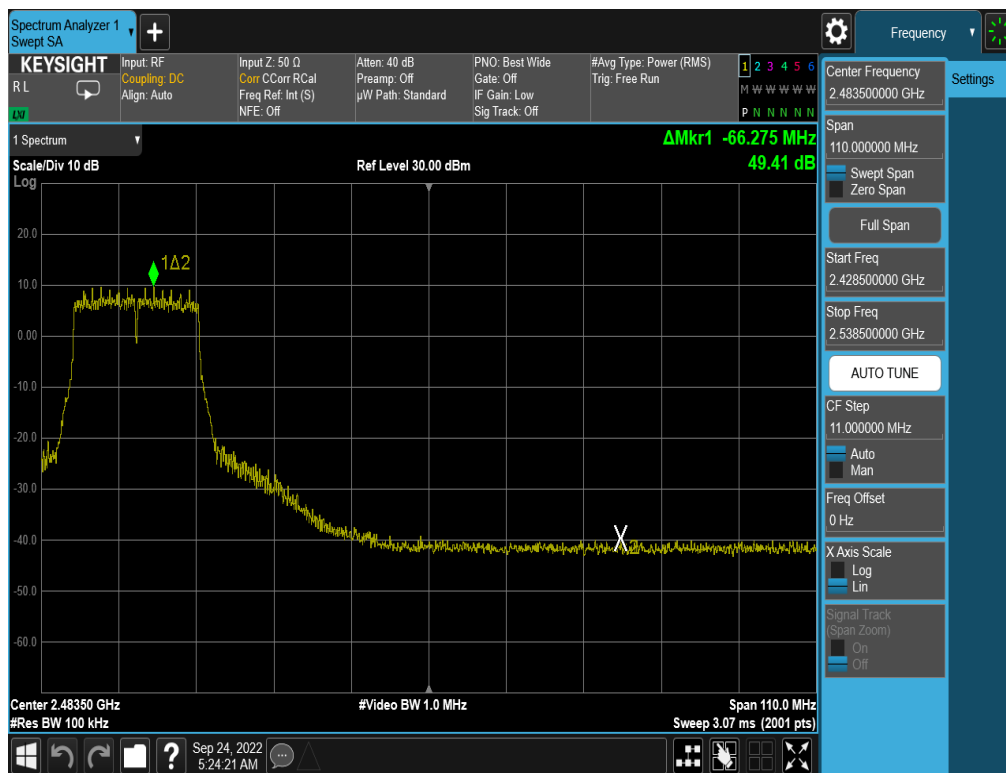 Spectrum Analyzer 1
Swept SA
Frequency
KEYSIGHT
R L
LXI
Input: RF
Coupling: DC
Align: Auto
Input Z: 50 Ω
Corr CCorr RCal
Freq Ref: Int (S)
NFE: Off
Atten: 40 dB
Preamp: Off
µW Path: Standard
PNO: Best Wide
Gate: Off
IF Gain: Low
Sig Track: Off
#Avg Type: Power (RMS)
Trig: Free Run
1 2 3 4 5 6
M W W W W W
P N N N N N
1 Spectrum
ΔMkr1 -66.275 MHz
49.41 dB
Scale/Div 10 dB
Ref Level 30.00 dBm
Log
20.0
1Δ2
10.0
0.00
-10.0
-20.0
-30.0
-40.0
X2
-50.0
-60.0
Center 2.48350 GHz
#Video BW 1.0 MHz
Span 110.0 MHz
#Res BW 100 kHz
Sweep 3.07 ms (2001 pts)
Center Frequency
2.483500000 GHz
Settings
Span
110.000000 MHz
Swept Span
Zero Span
Full Span
Start Freq
2.428500000 GHz
Stop Freq
2.538500000 GHz
AUTO TUNE
CF Step
11.000000 MHz
Auto
Man
Freq Offset
0 Hz
X Axis Scale
Log
Lin
Signal Track
(Span Zoom)
On
Off
?
Sep 24, 2022
5:24:21 AM